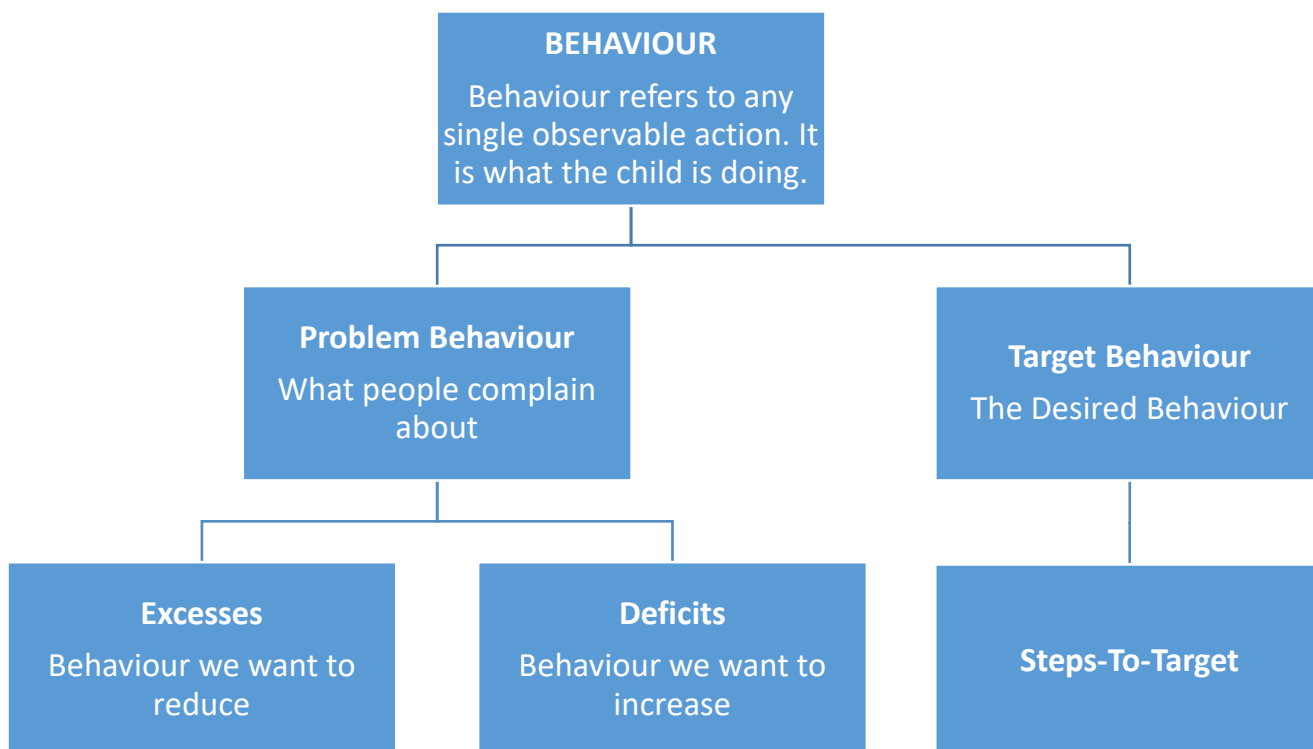 BEHAVIOUR
Behaviour refers to any
single observable action. It
is what the child is doing.
Problem Behaviour
What people complain
about
Target Behaviour
The Desired Behaviour
Excesses
Behaviour we want to
reduce
Deficits
Behaviour we want to
increase
Steps-To-Target